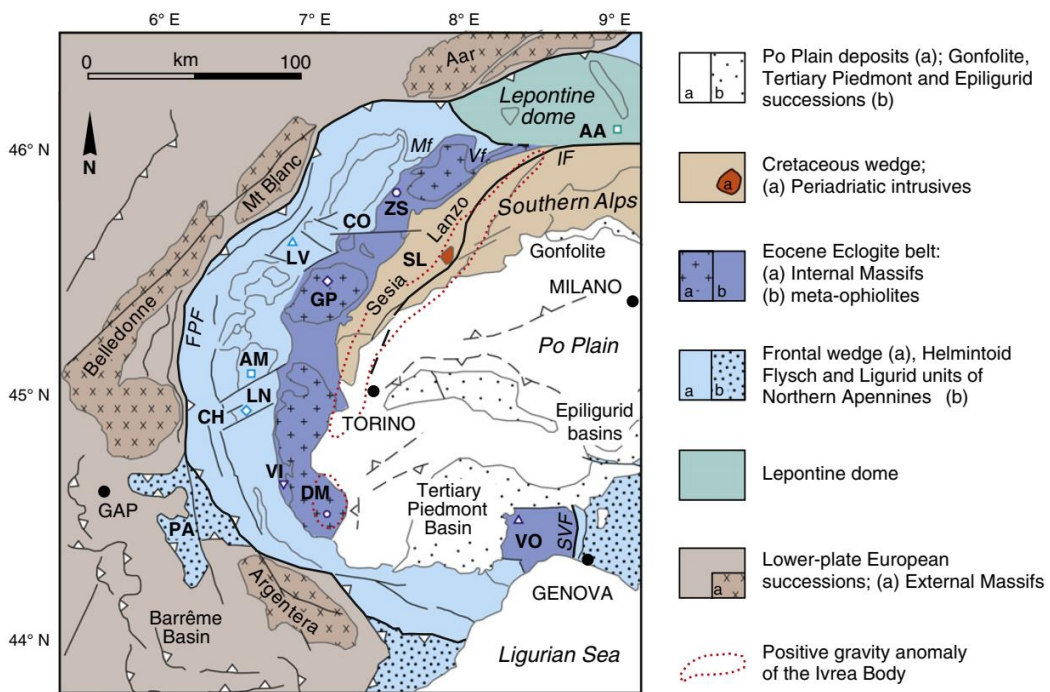 6° E 7° E 8° E 9° E
46° N
45° N
44° N
0 km 100
N
Aar
Lepontine
dome
AA
Mt Blanc
Mf
Vf.
IF
ZS
CO
Lanzo
Southern Alps
LV
SL
Gonfolite
Sesia
MILANO
GP
Belledonne
FPF
Po Plain
AM
LN
CH
TORINO
Epiligurid
basins
VI
DM
GAP
PA
Tertiary
Piedmont
Basin
VO
SVF
GENOVA
Argentera
Barrême
Basin
Ligurian Sea
a b
Po Plain deposits (a); Gonfolite,
Tertiary Piedmont and Epiligurid
successions (b)
a
Cretaceous wedge;
(a) Periadriatic intrusives
a b
Eocene Eclogite belt:
(a) Internal Massifs
(b) meta-ophiolites
a b
Frontal wedge (a), Helmintoid
Flysch and Ligurid units of
Northern Apennines (b)
Lepontine dome
a
Lower-plate European
successions; (a) External Massifs
Positive gravity anomaly
of the Ivrea Body